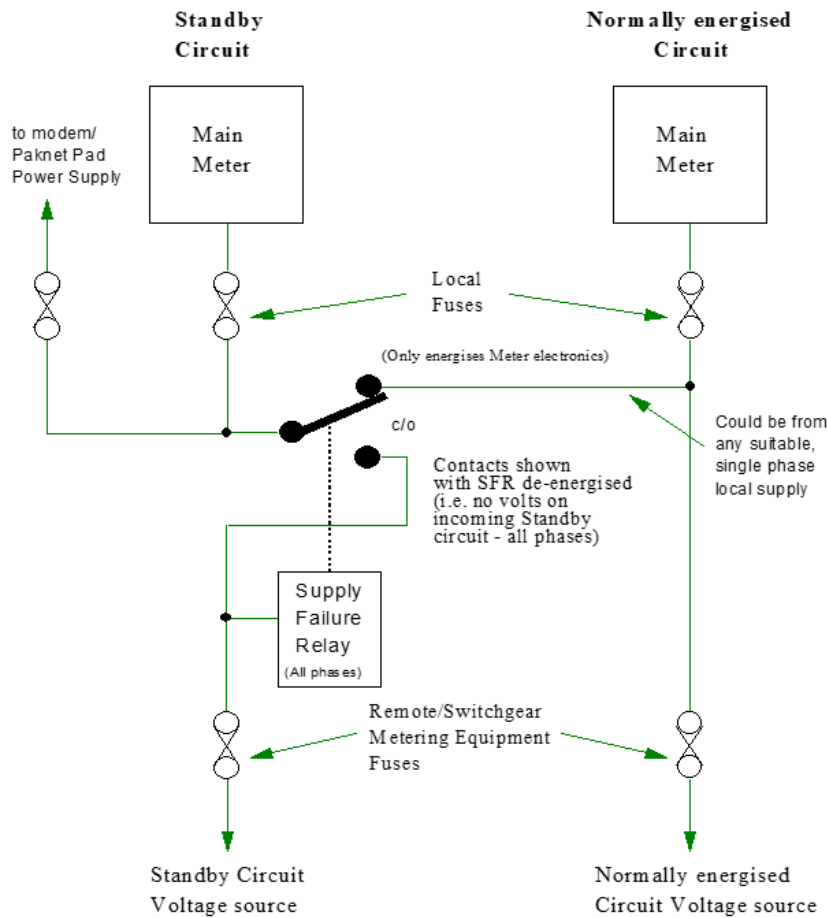 Standby
Circuit
Normally energised
Circuit
to modem/
Paknet Pad
Power Supply
Main
Meter
Main
Meter
Local
Fuses
(Only energises Meter electronics)
c/o
Could be from
any suitable,
single phase
local supply
Contacts shown
with SFR de-energised
(i.e. no volts on
incoming Standby
circuit - all phases)
Supply
Failure
Relay
(All phases)
Remote/Switchgear
Metering Equipment
Fuses
Standby Circuit
Voltage source
Normally energised
Circuit Voltage source